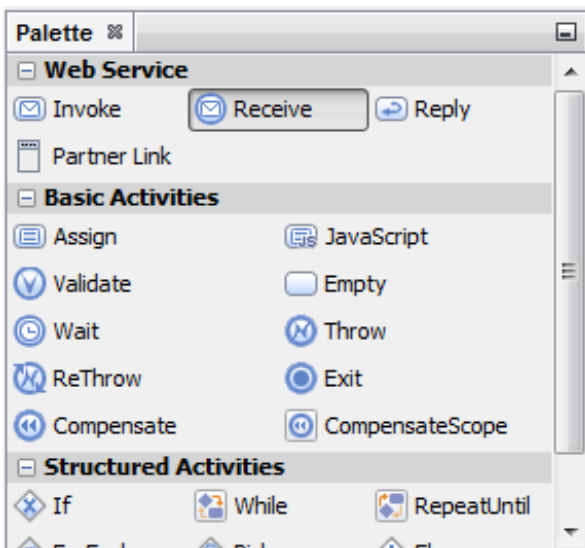 Palette
Web Service
Invoke Receive Reply
Partner Link
Basic Activities
Assign JavaScript
Validate Empty
Wait Throw
ReThrow Exit
Compensate CompensateScope
Structured Activities
If While RepeatUntil